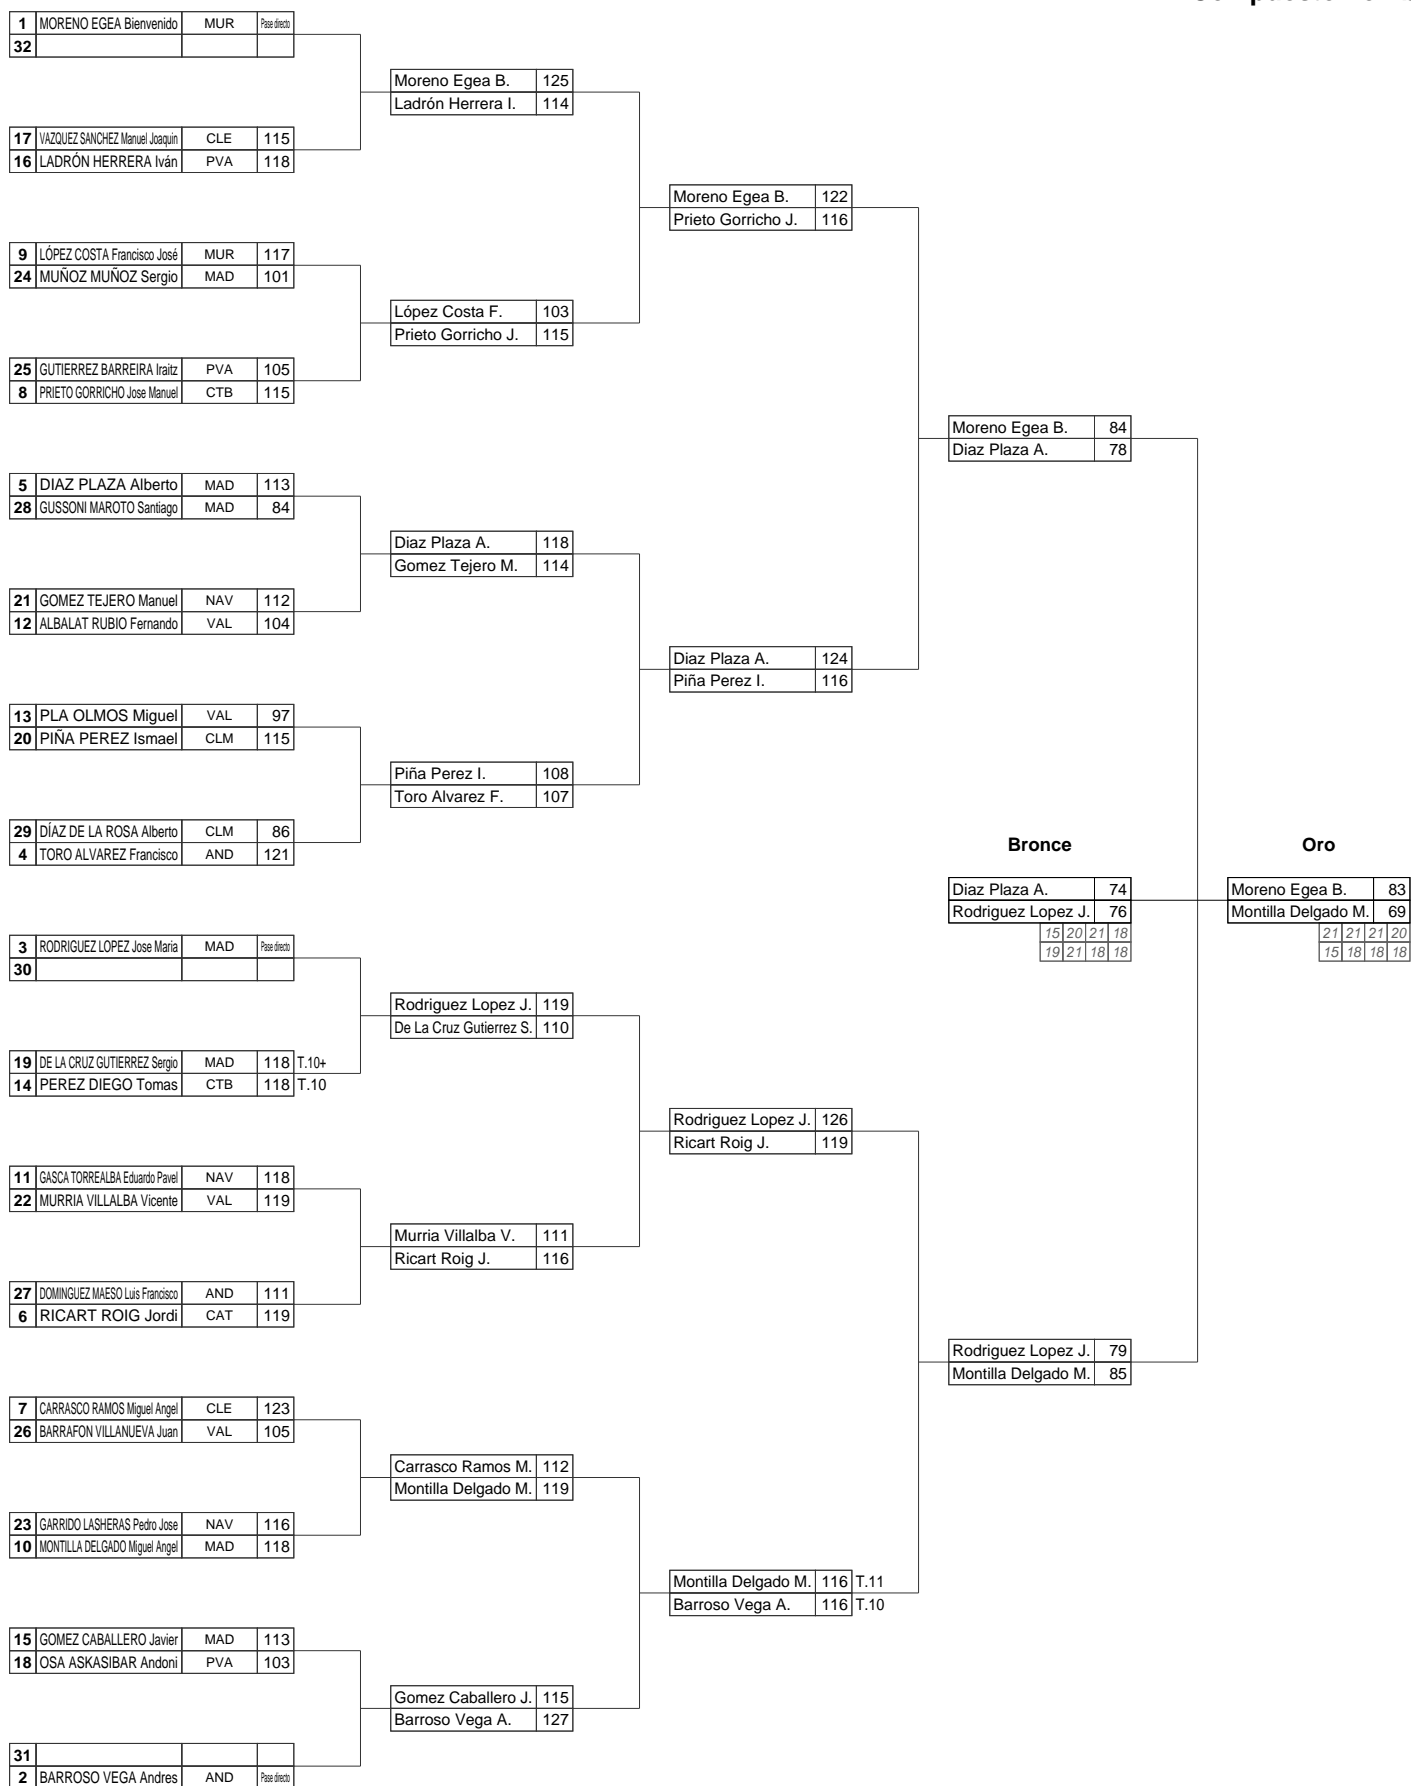 1 MORENO EGEA Bienvenido MUR Pase directo
32
17 VAZQUEZ SANCHEZ Manuel Joaquin CLE 115
16 LADRÓN HERRERA Iván PVA 118
9 LÓPEZ COSTA Francisco José MUR 117
24 MUÑOZ MUÑOZ Sergio MAD 101
25 GUTIERREZ BARREIRA Iraitz PVA 105
8 PRIETO GORRICHO Jose Manuel CTB 115
5 DIAZ PLAZA Alberto MAD 113
28 GUSSONI MAROTO Santiago MAD 84
21 GOMEZ TEJERO Manuel NAV 112
12 ALBALAT RUBIO Fernando VAL 104
13 PLA OLMOS Miguel VAL 97
20 PIÑA PEREZ Ismael CLM 115
29 DÍAZ DE LA ROSA Alberto CLM 86
4 TORO ALVAREZ Francisco AND 121
3 RODRIGUEZ LOPEZ Jose Maria MAD Pase directo
30
19 DE LA CRUZ GUTIERREZ Sergio MAD 118 T.10+
14 PEREZ DIEGO Tomas CTB 118 T.10
11 GASCA TORREALBA Eduardo Pavel NAV 118
22 MURRIA VILLALBA Vicente VAL 119
27 DOMINGUEZ MAESO Luis Francisco AND 111
6 RICART ROIG Jordi CAT 119
7 CARRASCO RAMOS Miguel Angel CLE 123
26 BARRAFON VILLANUEVA Juan VAL 105
23 GARRIDO LASHERAS Pedro Jose NAV 116
10 MONTILLA DELGADO Miguel Angel MAD 118
15 GOMEZ CABALLERO Javier MAD 113
18 OSA ASKASIBAR Andoni PVA 103
31
2 BARROSO VEGA Andres AND Pase directo
Moreno Egea B. 125
Ladrón Herrera I. 114
López Costa F. 103
Prieto Gorricho J. 115
Diaz Plaza A. 118
Gomez Tejero M. 114
Piña Perez I. 108
Toro Alvarez F. 107
Rodriguez Lopez J. 119
De La Cruz Gutierrez S. 110
Murria Villalba V. 111
Ricart Roig J. 116
Carrasco Ramos M. 112
Montilla Delgado M. 119
Gomez Caballero J. 115
Barroso Vega A. 127
Moreno Egea B. 122
Prieto Gorricho J. 116
Diaz Plaza A. 124
Piña Perez I. 116
Rodriguez Lopez J. 126
Ricart Roig J. 119
Montilla Delgado M. 116 T.11
Barroso Vega A. 116 T.10
Moreno Egea B. 84
Diaz Plaza A. 78
Rodriguez Lopez J. 79
Montilla Delgado M. 85
Bronce
Diaz Plaza A. 74
Rodriguez Lopez J. 76
15 20 21 18
19 21 18 18
Oro
Moreno Egea B. 83
Montilla Delgado M. 69
21 21 21 20
15 18 18 18